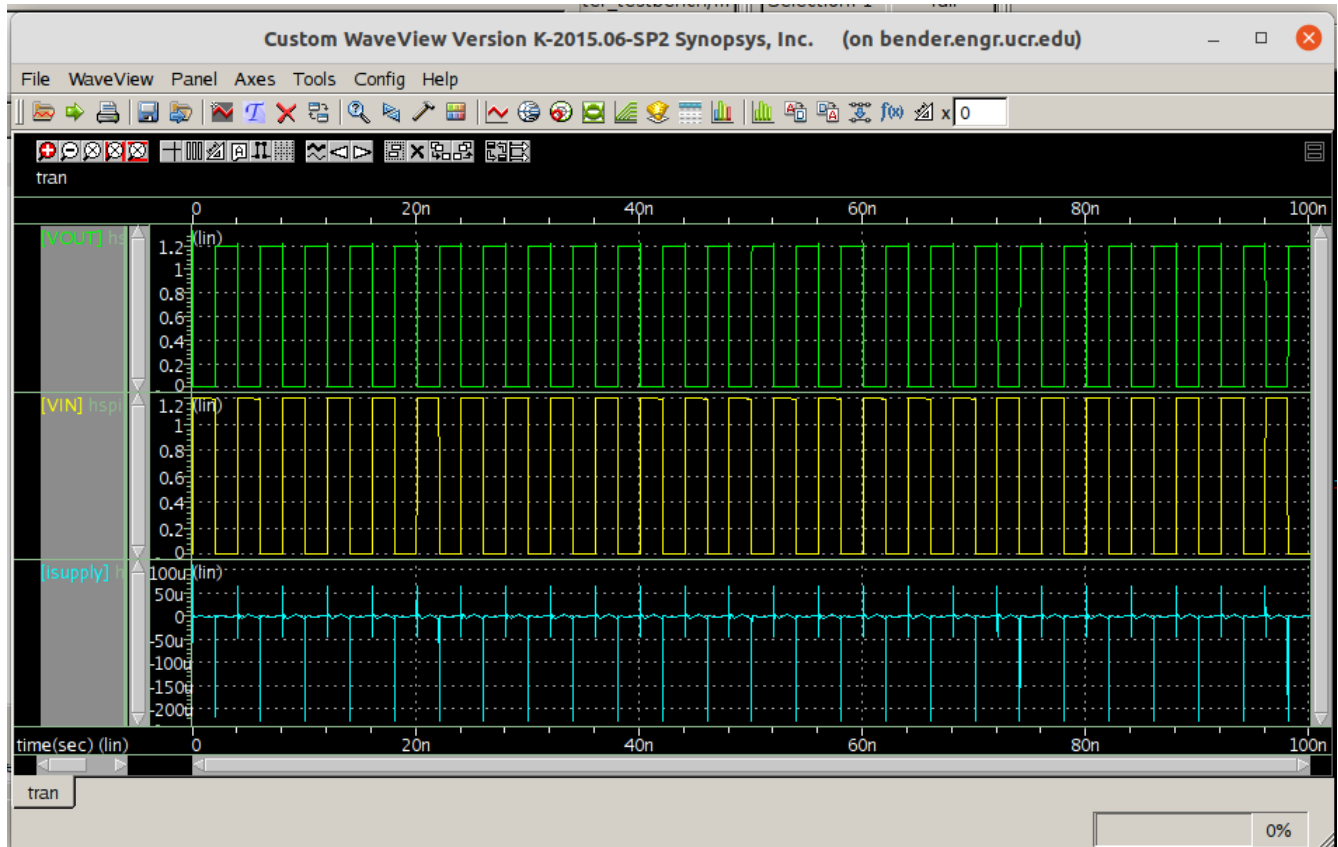 Selection: 1
Custom WaveView Version K-2015.06-SP2 Synopsys, Inc. (on bender.engr.ucr.edu)
File WaveView Panel Axes Tools Config Help
x 0
tran
0 20n 40n 60n 80n 100n
[VOUT] hs
(lin)
1.2
1
0.8
0.6
0.4
0.2
0
[VIN] hspi
(lin)
1.2
1
0.8
0.6
0.4
0.2
0
[Isupply] h
(lin)
100u
50u
0
-50u
-100u
-150u
-200u
time(sec) (lin) 0 20n 40n 60n 80n 100n
tran
0%